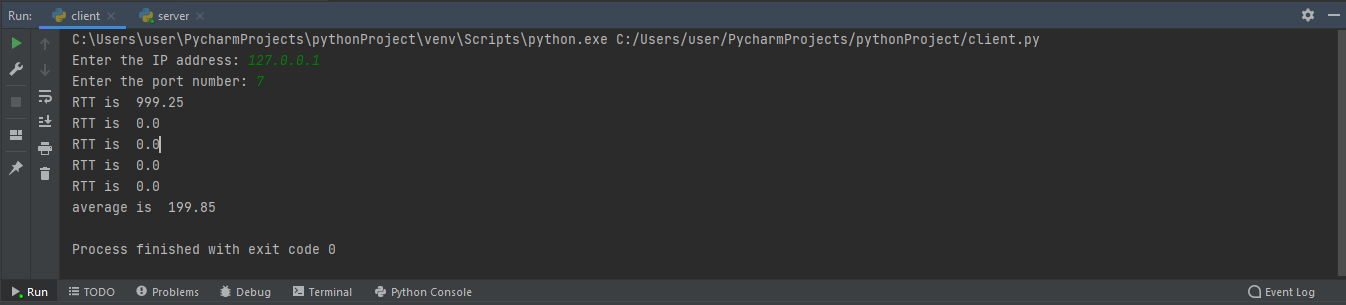 Run: client server
C:\Users\user\PycharmProjects\pythonProject\venv\Scripts\python.exe C:/Users/user/PycharmProjects/pythonProject/client.py
Enter the IP address: 127.0.0.1
Enter the port number: 7
RTT is  999.25
RTT is  0.0
RTT is  0.0
RTT is  0.0
RTT is  0.0
average is  199.85
Process finished with exit code 0
Run TODO Problems Debug Terminal Python Console Event Log